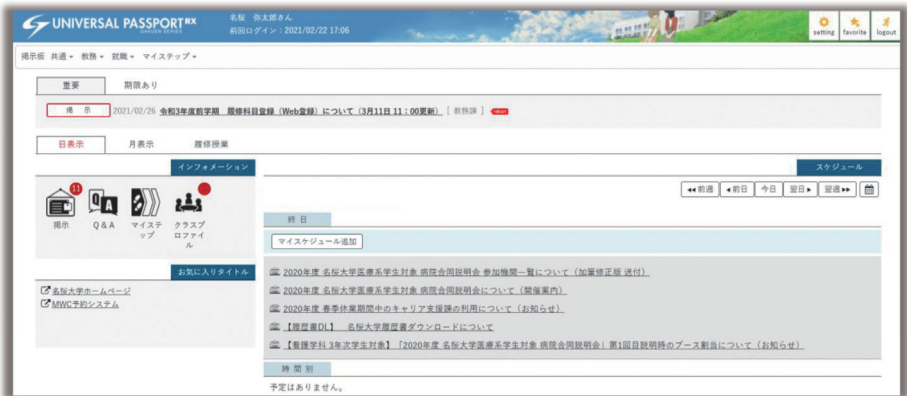 UNIVERSAL PASSPORT RX
GAKUEN SERIES
名桜 弥太郎さん
前回ログイン:2021/02/22 17:06
setting favorite logout
掲示板 共通 教務 就職 マイステップ
重要 期限あり
掲 示 2021/02/26 令和3年度前学期 履修科目登録(Web登録)について(3月11日 11:00更新) [ 教務課 ]
日表示 月表示 履修授業
インフォメーション
11
掲示 Q&A マイステップ クラスプロファイル
お気に入りタイトル
名桜大学ホームページ
MWC予約システム
スケジュール
前週 前日 今日 翌日 翌週
終日
マイスケジュール追加
2020年度 名桜大学医療系学生対象 病院合同説明会 参加機関一覧について(加筆修正版 送付)
2020年度 名桜大学医療系学生対象 病院合同説明会について(開催案内)
2020年度 春季休業期間中のキャリア支援課の利用について(お知らせ)
【履歴書DL】 名桜大学履歴書ダウンロードについて
【看護学科 3年次学生対象】「2020年度 名桜大学医療系学生対象 病院合同説明会」第1回目説明時のブース割当について(お知らせ)
時間別
予定はありません。